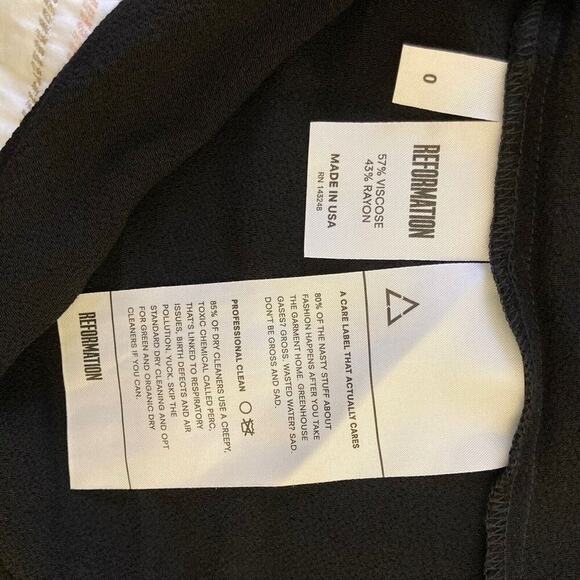 0
REFORMATION
57% VISCOSE
43% RAYON
MADE IN USA
RN 143248
A CARE LABEL THAT ACTUALLY CARES
80% OF THE NASTY STUFF ABOUT
FASHION HAPPENS AFTER YOU TAKE
THE GARMENT HOME. GREENHOUSE
GASES? GROSS. WASTED WATER? SAD.
DON'T BE GROSS AND SAD.
PROFESSIONAL CLEAN
85% OF DRY CLEANERS USE A CREEPY,
TOXIC CHEMICAL CALLED PERC,
THAT'S LINKED TO RESPIRATORY
ISSUES, BIRTH DEFECTS AND AIR
POLLUTION. YUCK. SKIP THE
STANDARD DRY CLEANING AND OPT
FOR GREEN AND ORGANIC DRY
CLEANERS IF YOU CAN.
REFORMATION